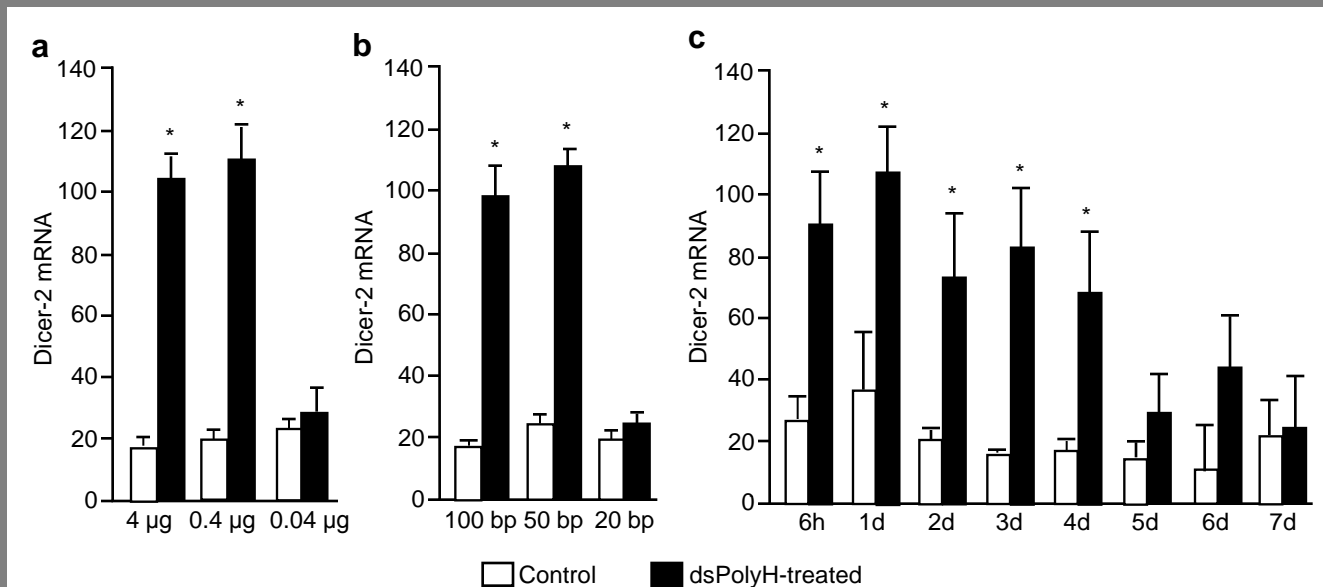 a
140
120
100
80
60
40
20
0
Dicer-2 mRNA
* *
4 µg 0.4 µg 0.04 µg
b
140
120
100
80
60
40
20
0
Dicer-2 mRNA
* *
100 bp 50 bp 20 bp
c
140
120
100
80
60
40
20
0
Dicer-2 mRNA
* * * * *
6h 1d 2d 3d 4d 5d 6d 7d
Control dsPolyH-treated